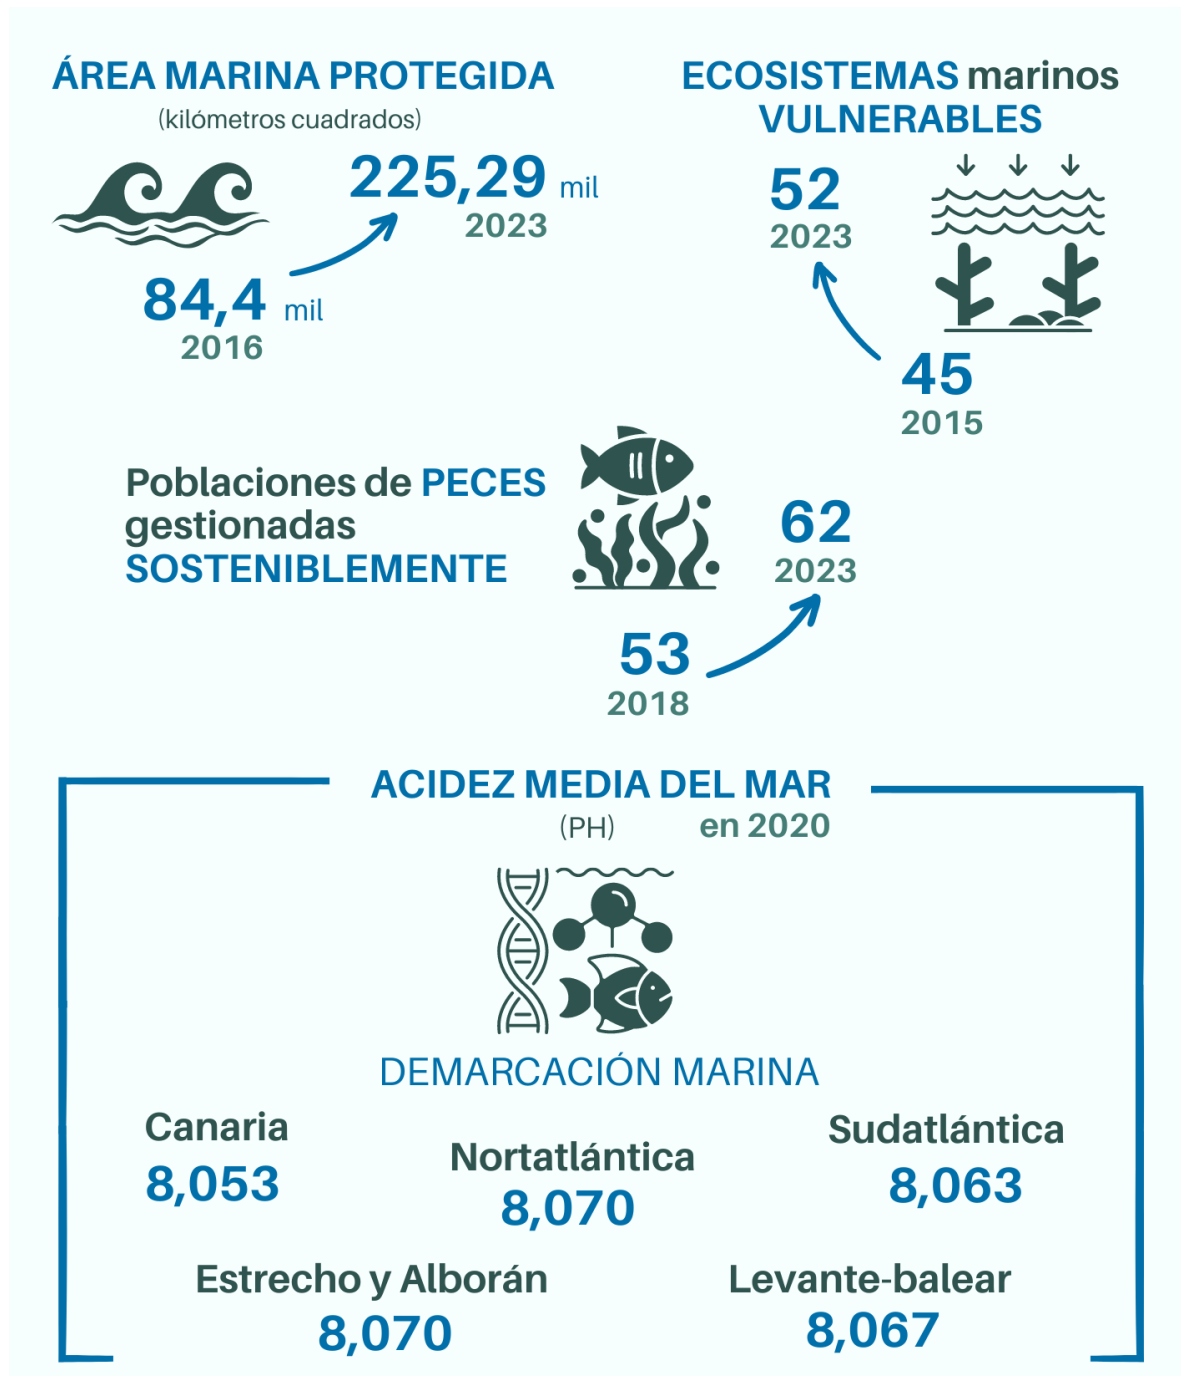 ÁREA MARINA PROTEGIDA
(kilómetros cuadrados)
225,29 mil
2023
84,4 mil
2016
ECOSISTEMAS marinos
VULNERABLES
52
2023
45
2015
Poblaciones de PECES
gestionadas
SOSTENIBLEMENTE
62
2023
53
2018
ACIDEZ MEDIA DEL MAR
(PH) en 2020
DEMARCACIÓN MARINA
Canaria
8,053
Nortatlántica
8,070
Sudatlántica
8,063
Estrecho y Alborán
8,070
Levante-balear
8,067